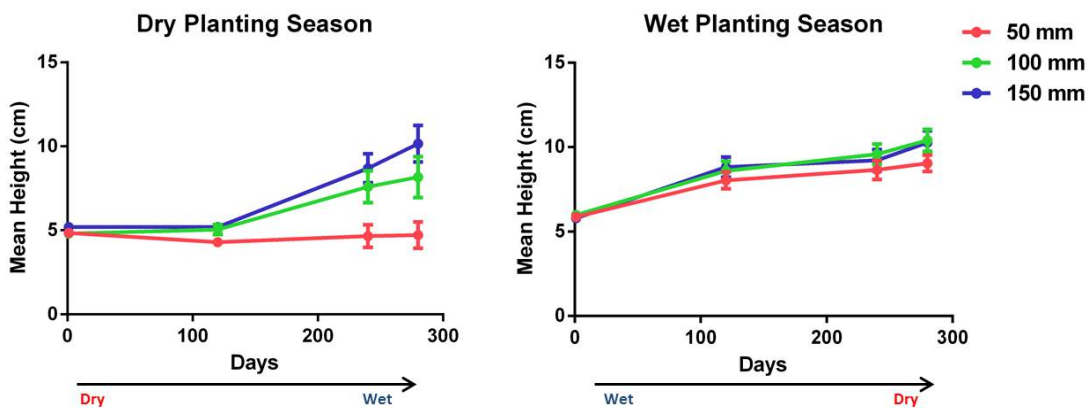 Dry Planting Season
15
10
5
0
Mean Height (cm)
0 100 200 300
Days
Dry Wet
Wet Planting Season
15
10
5
0
Mean Height (cm)
0 100 200 300
Days
Wet Dry
50 mm
100 mm
150 mm